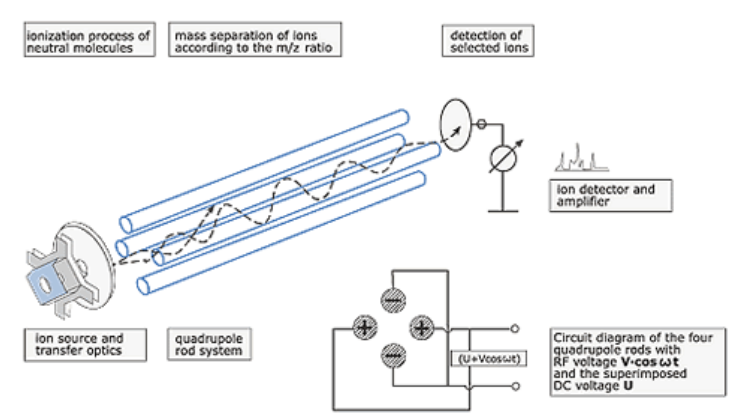 ionization process of
neutral molecules
mass separation of ions
according to the m/z ratio
detection of
selected ions
ion detector and
amplifier
ion source and
transfer optics
quadrupole
rod system
(U+Vcosωt)
Circuit diagram of the four
quadrupole rods with
RF voltage V·cos ωt
and the superimposed
DC voltage U